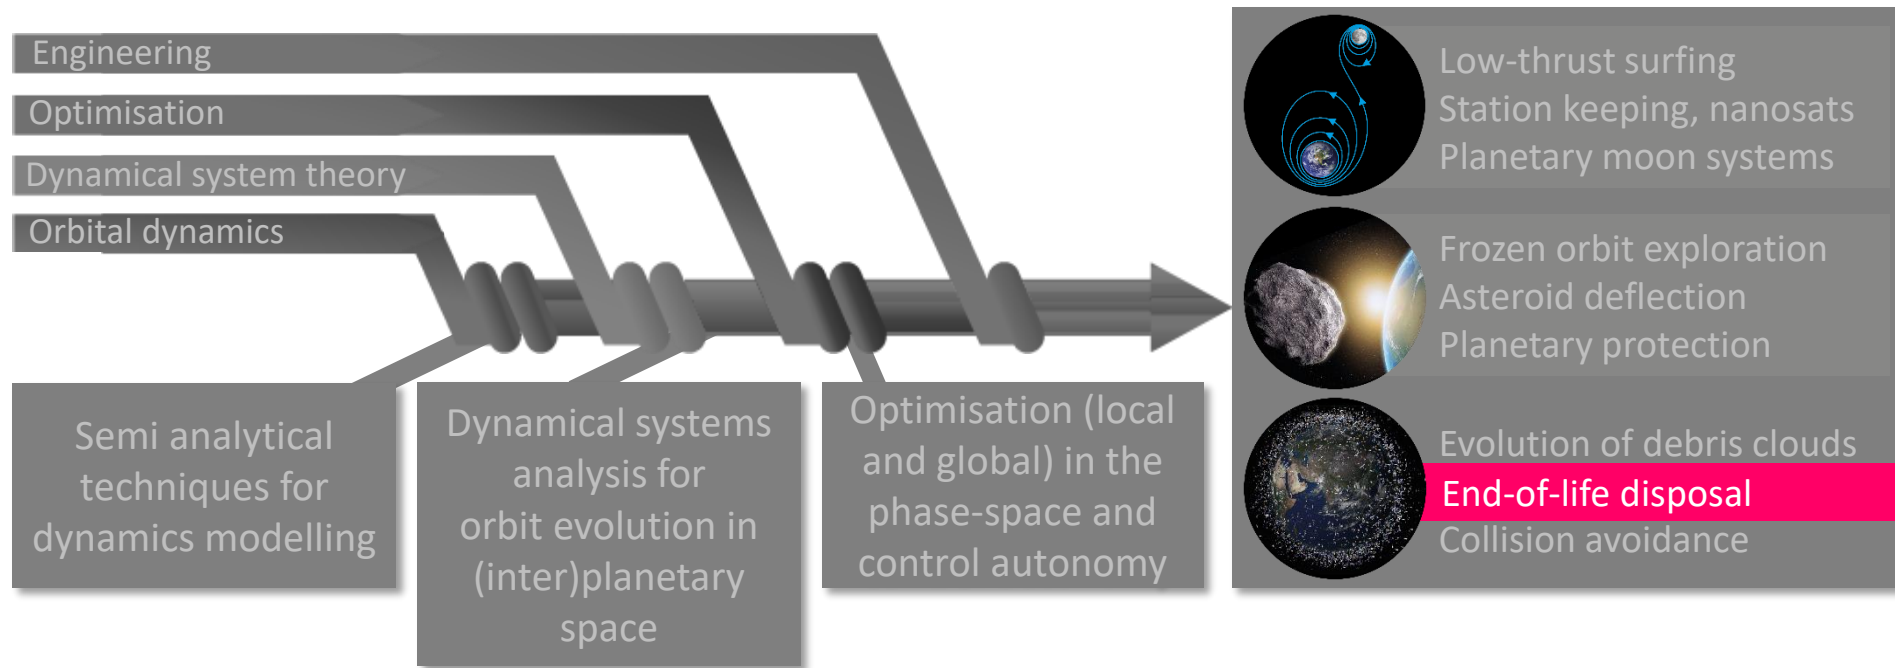 Engineering
Optimisation
Dynamical system theory
Orbital dynamics
Semi analytical
techniques for
dynamics modelling
Dynamical systems
analysis for
orbit evolution in
(inter)planetary
space
Optimisation (local
and global) in the
phase-space and
control autonomy
Low-thrust surfing
Station keeping, nanosats
Planetary moon systems
Frozen orbit exploration
Asteroid deflection
Planetary protection
Evolution of debris clouds
End-of-life disposal
Collision avoidance